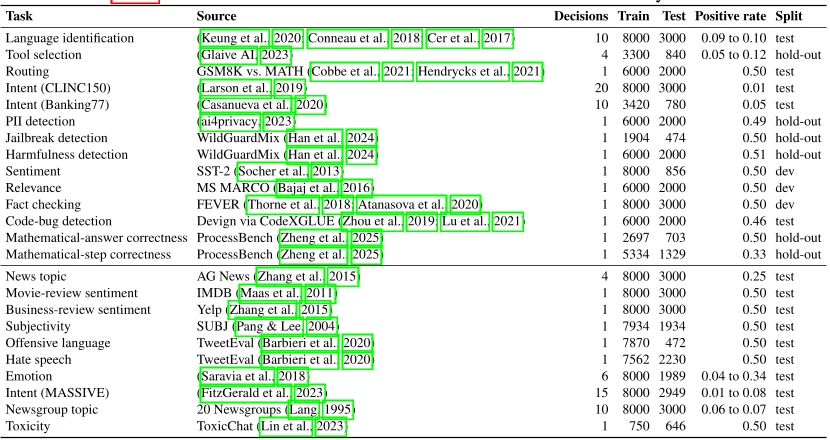 Task Source Decisions Train Test Positive rate Split
Language identification (Keung et al., 2020; Conneau et al., 2018; Cer et al., 2017) 10 8000 3000 0.09 to 0.10 test
Tool selection (Glaive AI, 2023) 4 3300 840 0.05 to 0.12 hold-out
Routing GSM8K vs. MATH (Cobbe et al., 2021; Hendrycks et al., 2021) 1 6000 2000 0.50 test
Intent (CLINC150) (Larson et al., 2019) 20 8000 3000 0.01 test
Intent (Banking77) (Casanueva et al., 2020) 10 3420 780 0.05 test
PII detection (ai4privacy, 2023) 1 6000 2000 0.49 hold-out
Jailbreak detection WildGuardMix (Han et al., 2024) 1 1904 474 0.50 hold-out
Harmfulness detection WildGuardMix (Han et al., 2024) 1 6000 2000 0.51 hold-out
Sentiment SST-2 (Socher et al., 2013) 1 8000 856 0.50 dev
Relevance MS MARCO (Bajaj et al., 2016) 1 6000 2000 0.50 dev
Fact checking FEVER (Thorne et al., 2018; Atanasova et al., 2020) 1 8000 3000 0.50 dev
Code-bug detection Devign via CodeXGLUE (Zhou et al., 2019; Lu et al., 2021) 1 6000 2000 0.46 test
Mathematical-answer correctness ProcessBench (Zheng et al., 2025) 1 2697 703 0.50 hold-out
Mathematical-step correctness ProcessBench (Zheng et al., 2025) 1 5334 1329 0.33 hold-out
News topic AG News (Zhang et al., 2015) 4 8000 3000 0.25 test
Movie-review sentiment IMDB (Maas et al., 2011) 1 8000 3000 0.50 test
Business-review sentiment Yelp (Zhang et al., 2015) 1 8000 3000 0.50 test
Subjectivity SUBJ (Pang & Lee, 2004) 1 7934 1934 0.50 test
Offensive language TweetEval (Barbieri et al., 2020) 1 7870 472 0.50 test
Hate speech TweetEval (Barbieri et al., 2020) 1 7562 2230 0.50 test
Emotion (Saravia et al., 2018) 6 8000 1989 0.04 to 0.34 test
Intent (MASSIVE) (FitzGerald et al., 2023) 15 8000 2949 0.01 to 0.08 test
Newsgroup topic 20 Newsgroups (Lang, 1995) 10 8000 3000 0.06 to 0.07 test
Toxicity ToxicChat (Lin et al., 2023) 1 750 646 0.50 test